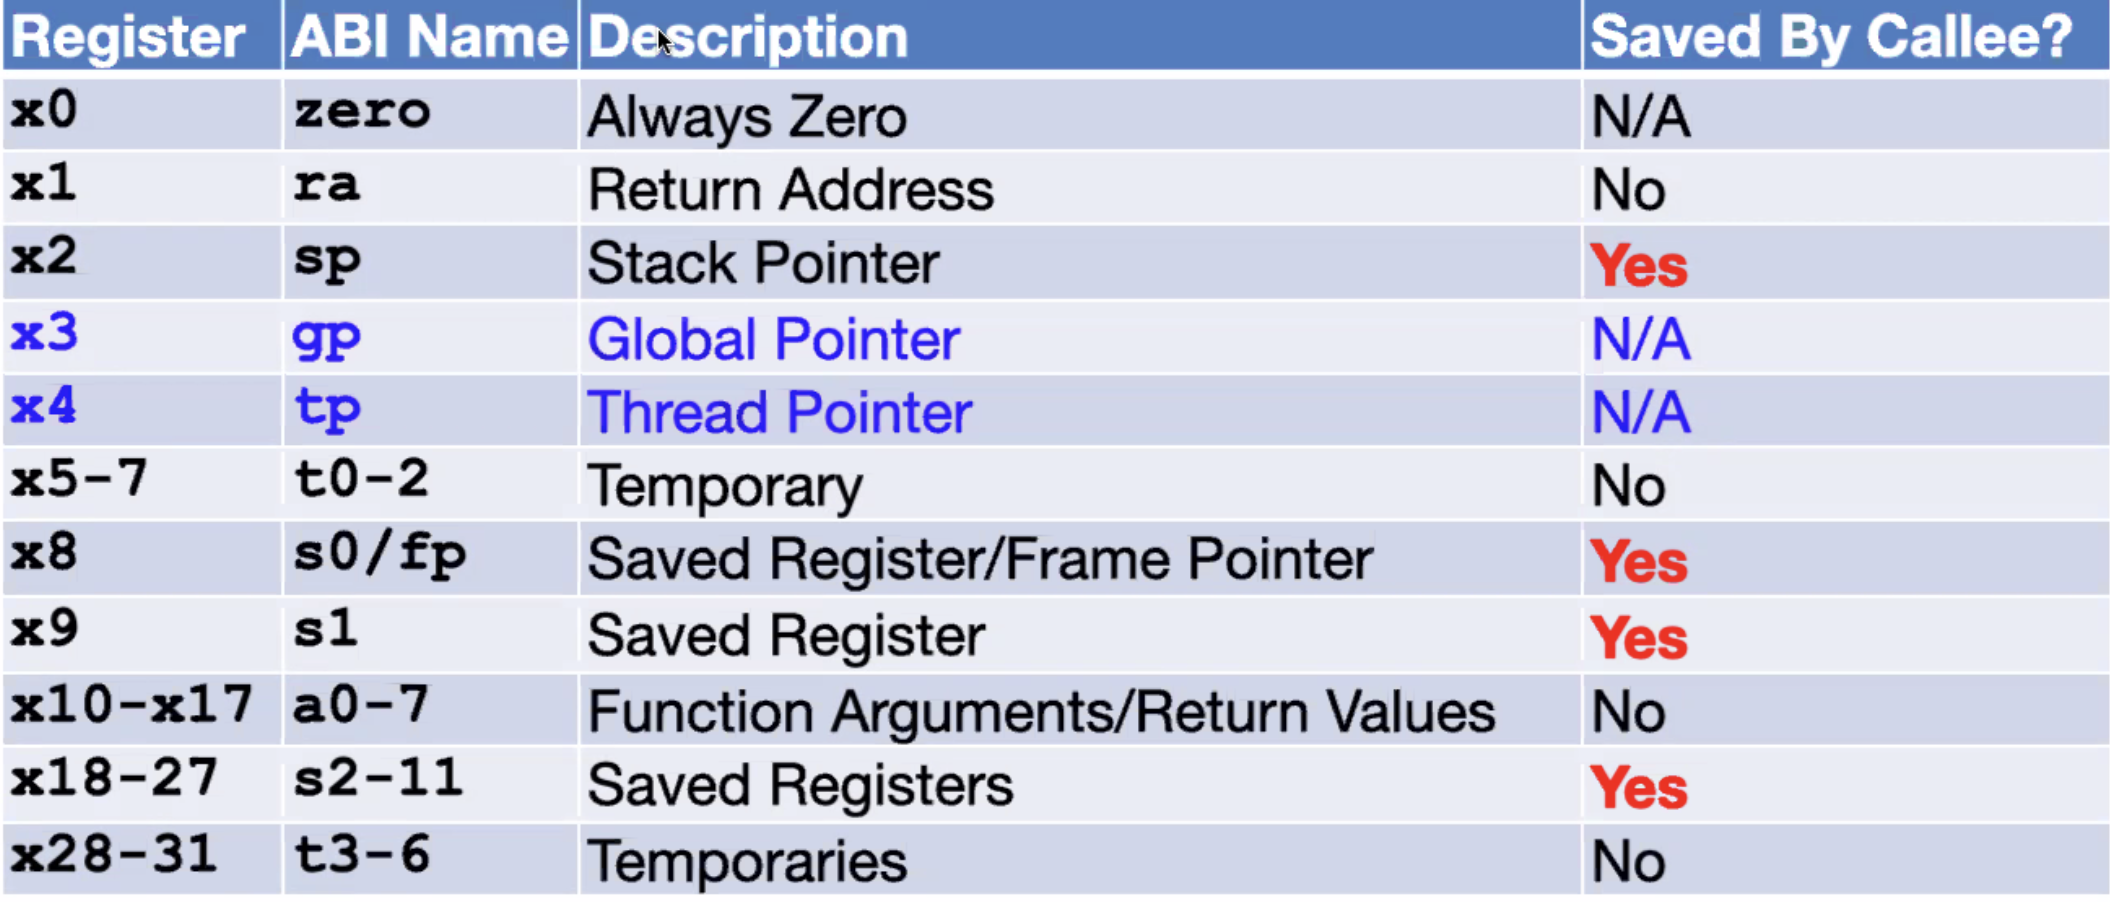 Register ABI Name Description Saved By Callee?
x0 zero Always Zero N/A
x1 ra Return Address No
x2 sp Stack Pointer Yes
x3 gp Global Pointer N/A
x4 tp Thread Pointer N/A
x5-7 t0-2 Temporary No
x8 s0/fp Saved Register/Frame Pointer Yes
x9 s1 Saved Register Yes
x10-x17 a0-7 Function Arguments/Return Values No
x18-27 s2-11 Saved Registers Yes
x28-31 t3-6 Temporaries No